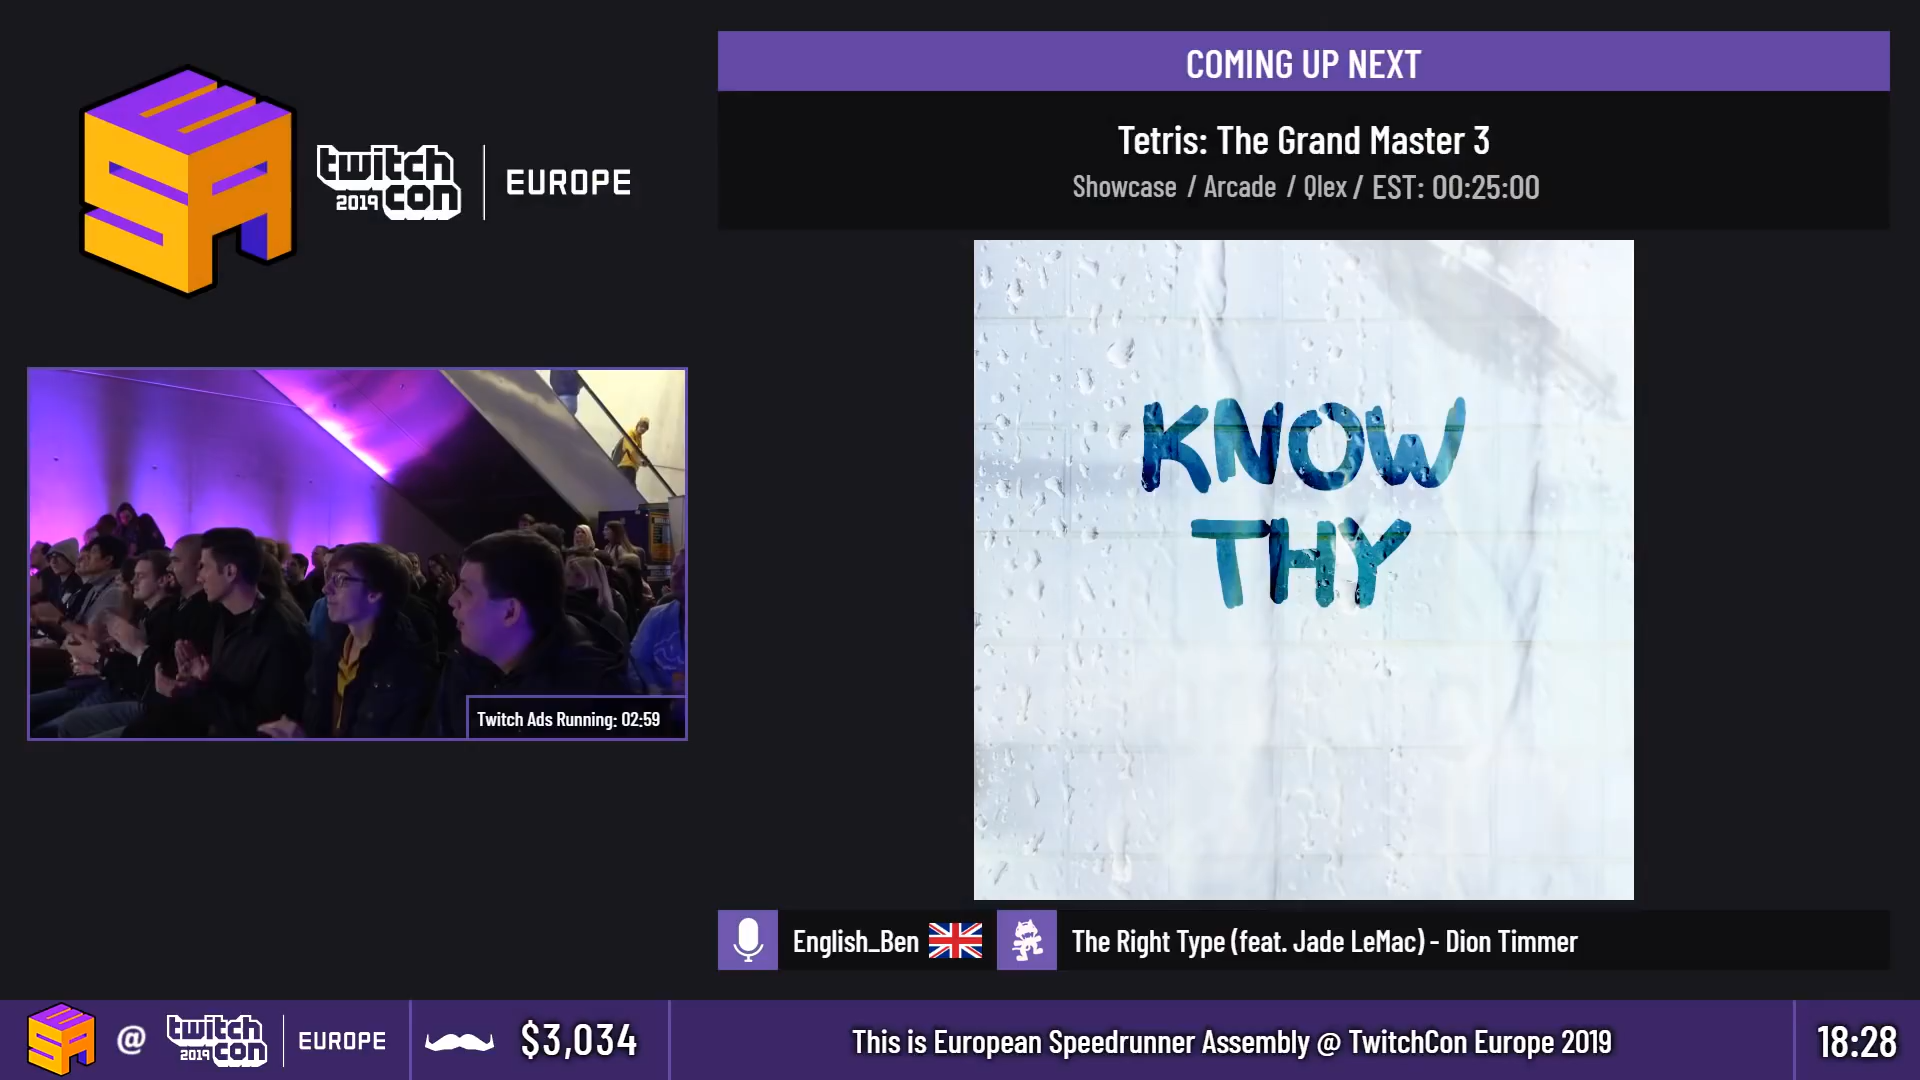 ESA
twitch
2019 con
EUROPE
COMING UP NEXT
Tetris: The Grand Master 3
Showcase / Arcade / Qlex / EST: 00:25:00
KNOW
THY
Twitch Ads Running: 02:59
English_Ben
The Right Type (feat. Jade LeMac) - Dion Timmer
ESA @ twitch
2019 con
EUROPE
$3,034
This is European Speedrunner Assembly @ TwitchCon Europe 2019
18:28